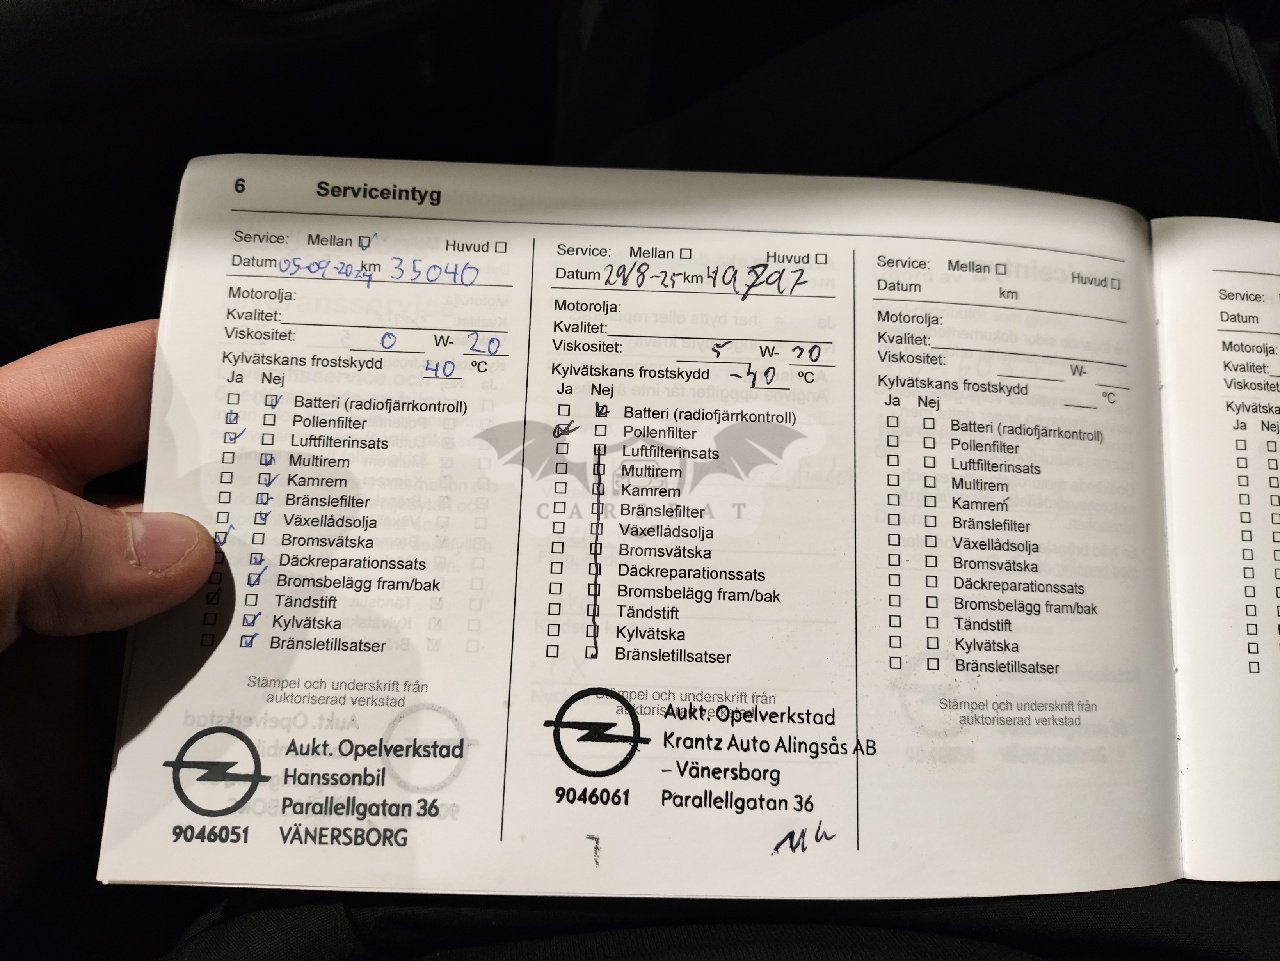 6 Serviceintyg
Service: Mellan Huvud
Datum 05-09-2024 km 35040
Motorolja:
Kvalitet:
Viskositet: 0 W- 20
Kylvätskans frostskydd 40 °C
Ja Nej
Batteri (radiofjärrkontroll)
Pollenfilter
Luftfilterinsats
Multirem
Kamrem
Bränslefilter
Växellådsolja
Bromsvätska
Däckreparationssats
Bromsbelägg fram/bak
Tändstift
Kylvätska
Bränsletillsatser
Stämpel och underskrift från
auktoriserad verkstad
Aukt. Opelverkstad
Hanssonbil
Parallellgatan 36
9046051 VÄNERSBORG
Service: Mellan Huvud
Datum 29/8-25 km 49797
Motorolja:
Kvalitet:
Viskositet: 5 W-
Kylvätskans frostskydd -40 °C
Ja Nej
Batteri (radiofjärrkontroll)
Pollenfilter
Luftfilterinsats
Multirem
Kamrem
Bränslefilter
Växellådsolja
Bromsvätska
Däckreparationssats
Bromsbelägg fram/bak
Tändstift
Kylvätska
Bränsletillsatser
Stämpel och underskrift från
auktoriserad verkstad
Aukt. Opelverkstad
Krantz Auto Alingsås AB
- Vänersborg
9046061 Parallellgatan 36
Service: Mellan Huvud
Datum km
Motorolja:
Kvalitet:
Viskositet: W-
Kylvätskans frostskydd °C
Ja Nej
Batteri (radiofjärrkontroll)
Pollenfilter
Luftfilterinsats
Multirem
Kamrem
Bränslefilter
Växellådsolja
Bromsvätska
Däckreparationssats
Bromsbelägg fram/bak
Tändstift
Kylvätska
Bränsletillsatser
Stämpel och underskrift från
auktoriserad verkstad
Service:
Datum
Motorolja:
Kvalitet:
Viskositet
Kylvätska
Ja Nej